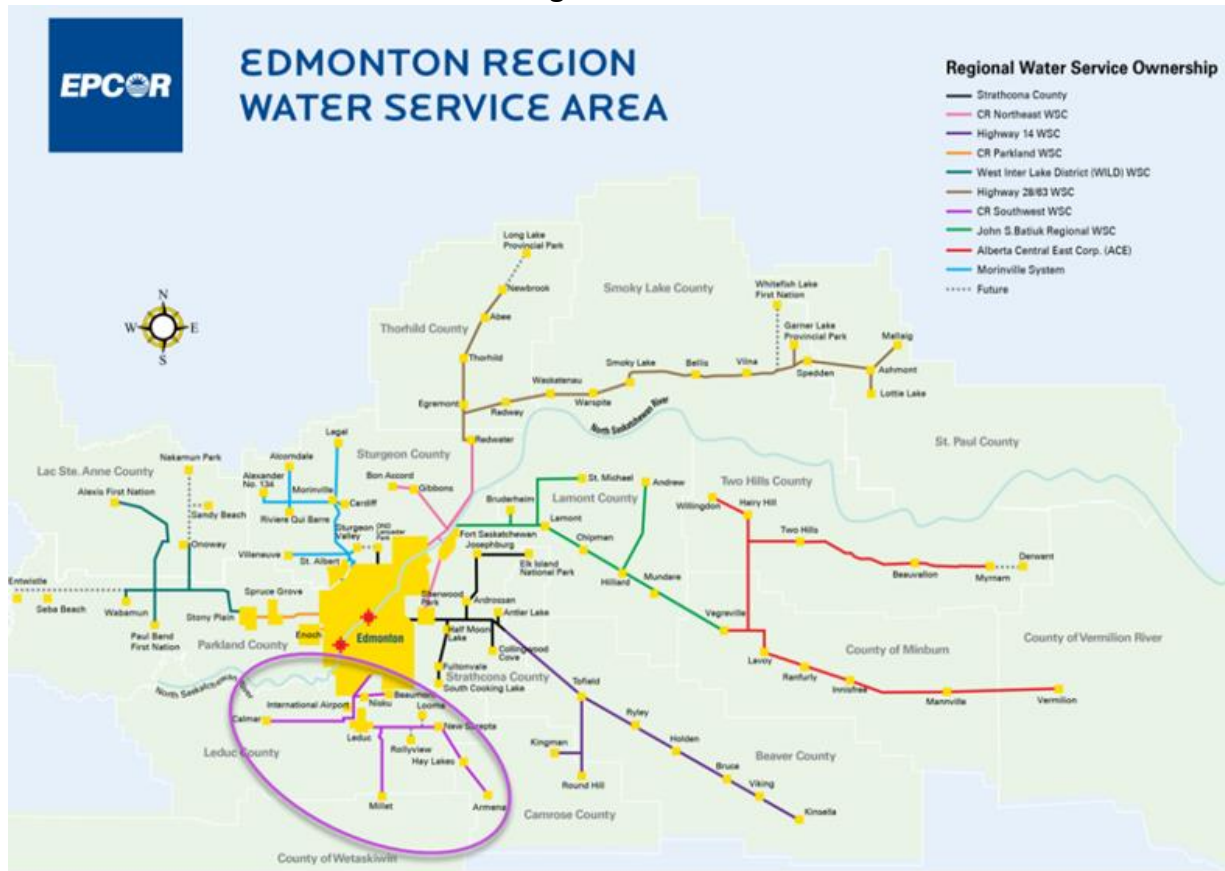 EPCOR
EDMONTON REGION
WATER SERVICE AREA
Regional Water Service Ownership
Strathcona County
CR Northeast WSC
Highway 14 WSC
CR Parkland WSC
West Inter Lake District (WILD) WSC
Highway 28/63 WSC
CR Southwest WSC
John S.Batiuk Regional WSC
Alberta Central East Corp. (ACE)
Morinville System
Future
N
W
E
S
Long Lake
Provincial Park
Newbrook
Abee
Thorhild County
Thorhild
Egremont
Redway
Waskatenau
Warspite
Smoky Lake
Smoky Lake County
Bellis
Vilna
Whitefish Lake
First Nation
Garner Lake
Provincial Park
Spedden
Mallaig
Ashmont
Lottie Lake
North Saskatchewan River
Redwater
St. Paul County
Lac Ste. Anne County
Nakamun Park
Alexis First Nation
Sandy Beach
Onoway
Sturgeon County
Legal
Alcomdale
Alexander
No. 134
Morinville
Cardiff
Riviere Qui Barre
Sturgeon
Valley
Villeneuve
St. Albert
Bon Accord
Gibbons
Lamont County
Bruderheim
St. Michael
Andrew
Lamont
Fort Saskatchewan
Josephburg
Elk Island
National Park
Chipman
Hilliard
Mundare
Vegreville
Two Hills County
Willingdon
Hairy Hill
Two Hills
Beauvallon
Myrnam
Derwent
Entwistle
Seba Beach
Wabamun
Paul Band
First Nation
Spruce Grove
Stony Plain
Parkland County
Enoch
Edmonton
Sherwood
Park
Ardrossan
Antler Lake
Half Moon
Lake
Collingwood
Cove
Fultonvale
Strathcona County
South Cooking Lake
County of Vermilion River
County of Minburn
Lavoy
Ranfurly
Innisfree
Mannville
Vermilion
North Saskatchewan River
Beaumont
Nisku
International Airport
Looma
Calmar
Leduc
New Sarepta
Rollyview
Hay Lakes
Leduc County
Millet
Armena
Tofield
Ryley
Kingman
Holden
Round Hill
Beaver County
Bruce
Viking
Kinsella
Camrose County
County of Wetaskiwin